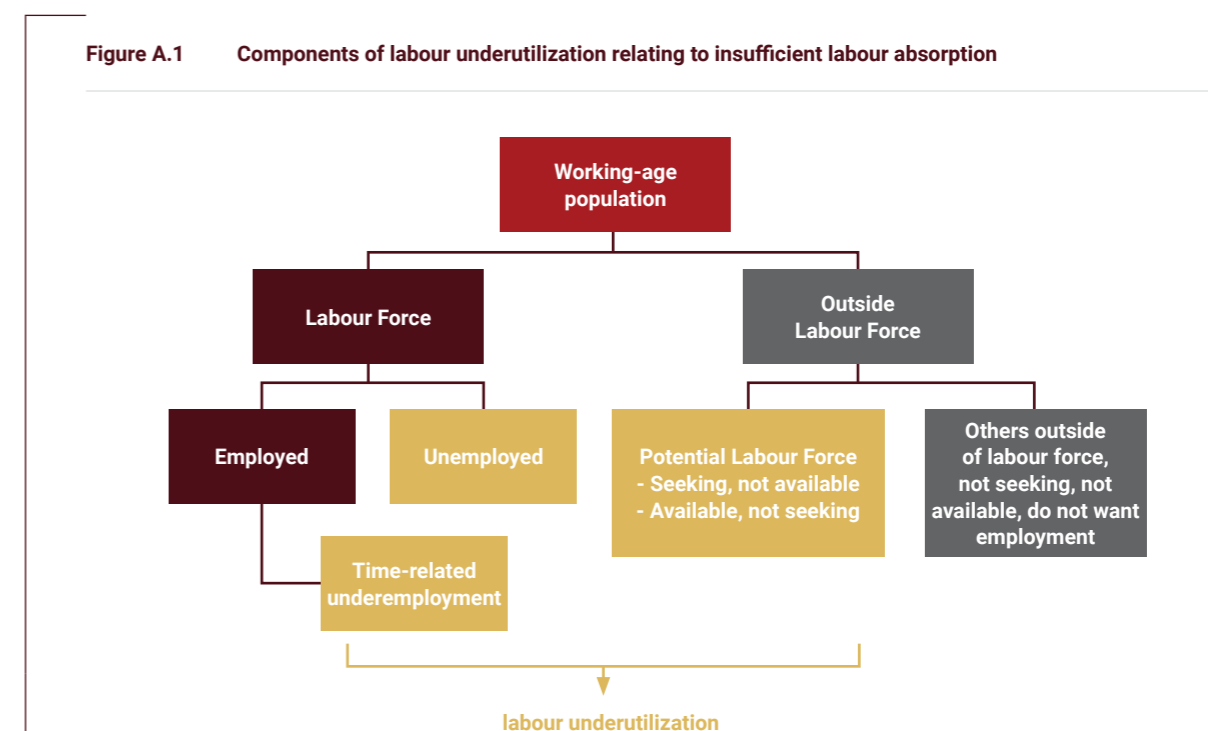 Figure A.1 Components of labour underutilization relating to insufficient labour absorption
Working-age
population
Labour Force
Outside
Labour Force
Employed
Unemployed
Potential Labour Force
- Seeking, not available
- Available, not seeking
Others outside
of labour force,
not seeking, not
available, do not want
employment
Time-related
underemployment
labour underutilization